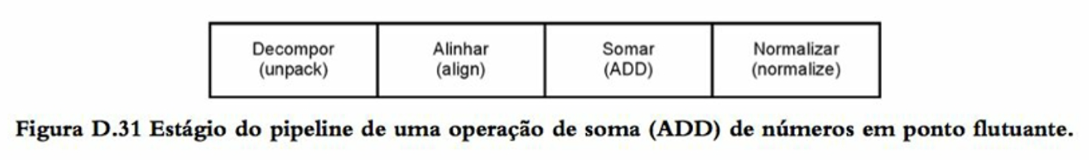 Decompor
(unpack)
Alinhar
(align)
Somar
(ADD)
Normalizar
(normalize)
Figura D.31 Estágio do pipeline de uma operação de soma (ADD) de números em ponto flutuante.